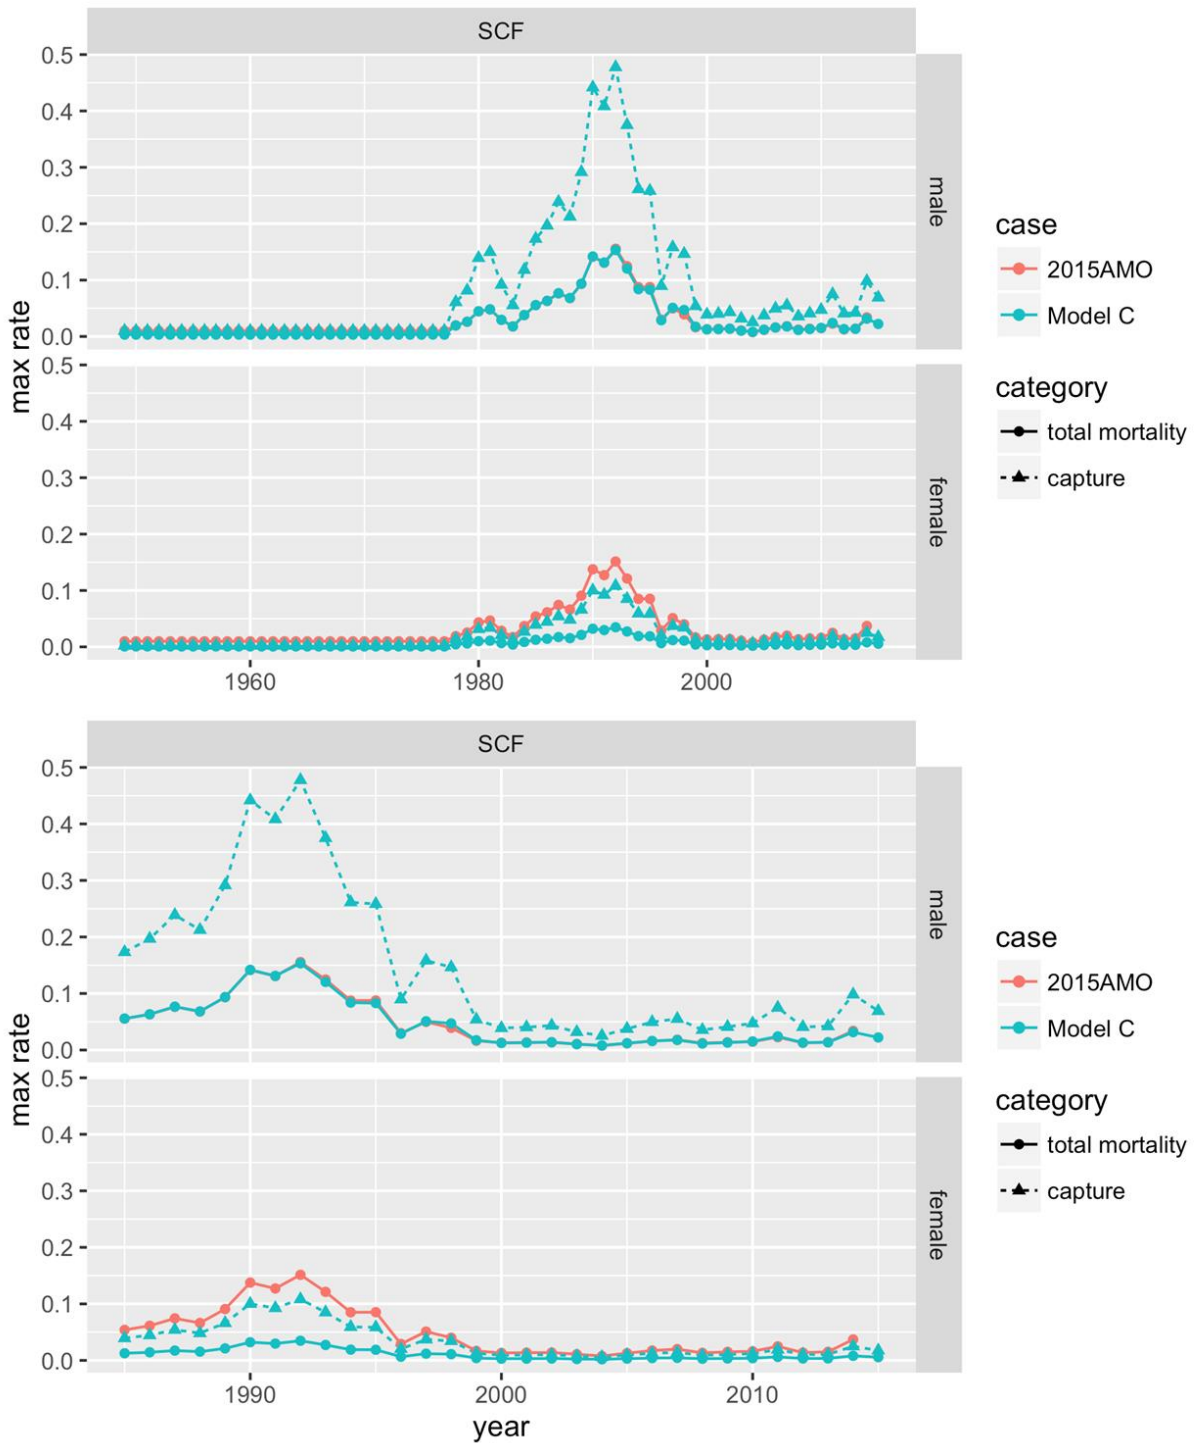 SCF
0.5
0.4
0.3
0.2
0.1
0.0
male
0.5
0.4
0.3
0.2
0.1
0.0
female
max rate
1960 1980 2000
case
2015AMO
Model C
category
total mortality
capture
SCF
0.5
0.4
0.3
0.2
0.1
0.0
male
0.5
0.4
0.3
0.2
0.1
0.0
female
max rate
1990 2000 2010
year
case
2015AMO
Model C
category
total mortality
capture